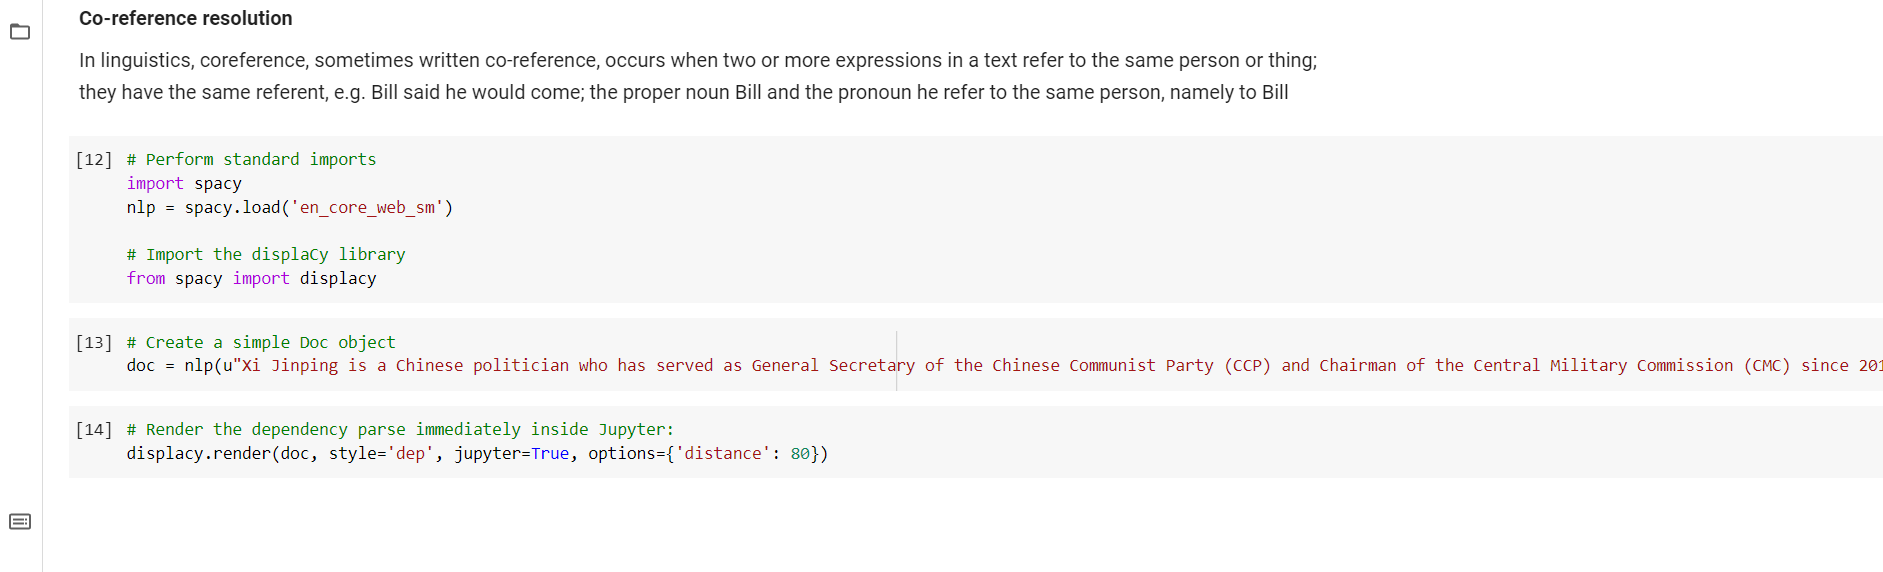 Co-reference resolution
In linguistics, coreference, sometimes written co-reference, occurs when two or more expressions in a text refer to the same person or thing;
they have the same referent, e.g. Bill said he would come; the proper noun Bill and the pronoun he refer to the same person, namely to Bill
[12] # Perform standard imports
import spacy
nlp = spacy.load('en_core_web_sm')
# Import the displaCy library
from spacy import displacy
[13] # Create a simple Doc object
doc = nlp(u"Xi Jinping is a Chinese politician who has served as General Secretary of the Chinese Communist Party (CCP) and Chairman of the Central Military Commission (CMC) since 201
[14] # Render the dependency parse immediately inside Jupyter:
displacy.render(doc, style='dep', jupyter=True, options={'distance': 80})